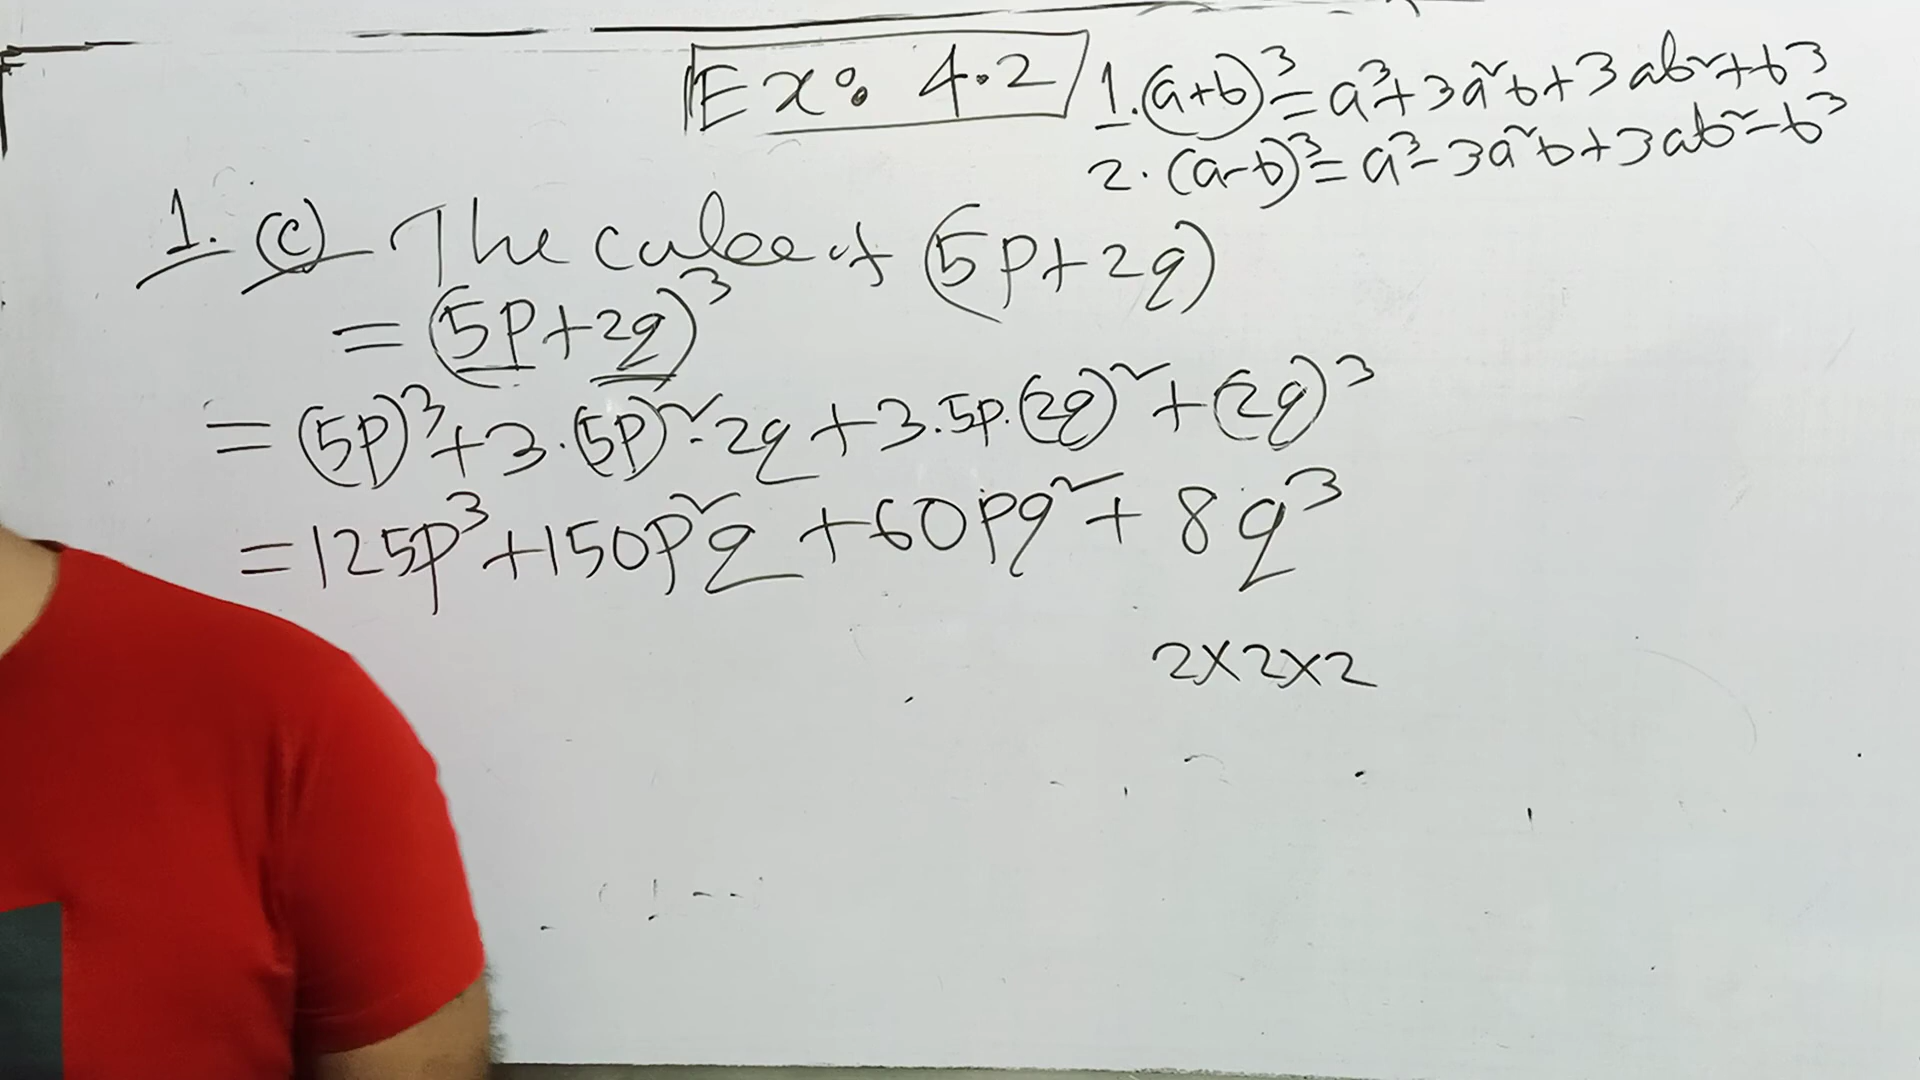 Ex: 4.2
1. (a+b)³ = a³+3a²b+3ab²+b³
2. (a-b)³ = a³-3a²b+3ab²-b³
1. (c) The cube of (5p+2q)
= (5p+2q)³
= (5p)³+3.(5p)².2q+3.5p.(2q)²+(2q)³
= 125p³+150p²q+60pq²+8q³
2×2×2